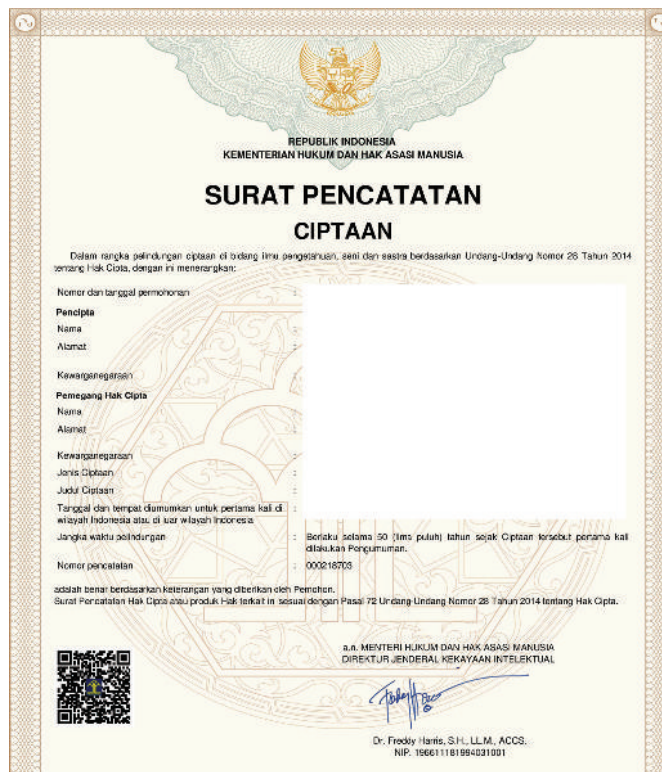 REPUBLIK INDONESIA
KEMENTERIAN HUKUM DAN HAK ASASI MANUSIA
SURAT PENCATATAN
CIPTAAN
Dalam rangka pelindungan ciptaan di bidang ilmu pengetahuan, seni dan sastra berdasarkan Undang-Undang Nomor 28 Tahun 2014
tentang Hak Cipta, dengan ini menerangkan:
Nomor dan tanggal permohonan :
Pencipta
Nama :
Alamat :
Kewarganegaraan :
Pemegang Hak Cipta
Nama :
Alamat :
Kewarganegaraan :
Jenis Ciptaan :
Judul Ciptaan :
Tanggal dan tempat diumumkan untuk pertama kali di :
wilayah Indonesia atau di luar wilayah Indonesia
Jangka waktu pelindungan : Berlaku selama 50 (lima puluh) tahun sejak Ciptaan tersebut pertama kali
dilakukan Pengumuman.
Nomor pencatatan : 000218703
adalah benar berdasarkan keterangan yang diberikan oleh Pemohon.
Surat Pencatatan Hak Cipta atau produk Hak terkait ini sesuai dengan Pasal 72 Undang-Undang Nomor 28 Tahun 2014 tentang Hak Cipta.
a.n. MENTERI HUKUM DAN HAK ASASI MANUSIA
DIREKTUR JENDERAL KEKAYAAN INTELEKTUAL
Dr. Freddy Harris, S.H., LL.M., ACCS.
NIP. 196611181994031001